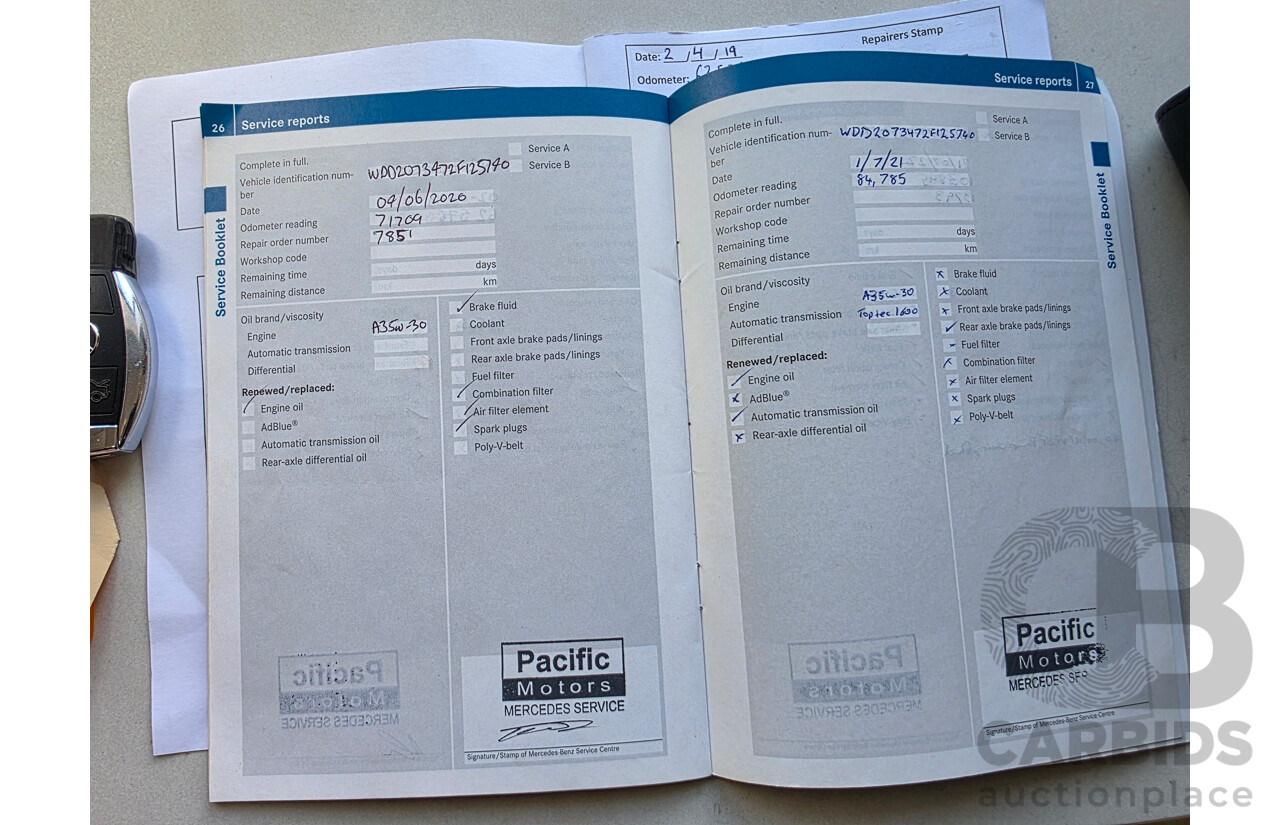 Date: 2 / 4 / 19
Repairers Stamp
Odometer:
26 Service reports
Complete in full.
Service A
Service B
Vehicle identification num-
ber
WDD2073472F125740
Date 09/06/2020
Odometer reading 71709
Repair order number 7851
Workshop code
Remaining time days
Remaining distance km
Oil brand/viscosity
Engine A35w-30
Automatic transmission
Differential
Renewed/replaced:
Engine oil
AdBlue®
Automatic transmission oil
Rear-axle differential oil
Brake fluid
Coolant
Front axle brake pads/linings
Rear axle brake pads/linings
Fuel filter
Combination filter
Air filter element
Spark plugs
Poly-V-belt
Pacific
Motors
MERCEDES SERVICE
Signature/Stamp of Mercedes-Benz Service Centre
Service Booklet
Service reports 27
Complete in full.
Service A
Service B
Vehicle identification num-
ber
WDD2073472F125740
Date 1/7/21
Odometer reading 84,785
Repair order number
Workshop code
Remaining time days
Remaining distance km
Oil brand/viscosity
Engine A35w-30
Automatic transmission Toptec 1600
Differential
Renewed/replaced:
Engine oil
AdBlue®
Automatic transmission oil
Rear-axle differential oil
Brake fluid
Coolant
Front axle brake pads/linings
Rear axle brake pads/linings
Fuel filter
Combination filter
Air filter element
Spark plugs
Poly-V-belt
Pacific
Motors
MERCEDES SER
Signature/Stamp of Mercedes-Benz Service Centre
Service Booklet
CB
CARBIDS
auctionplace